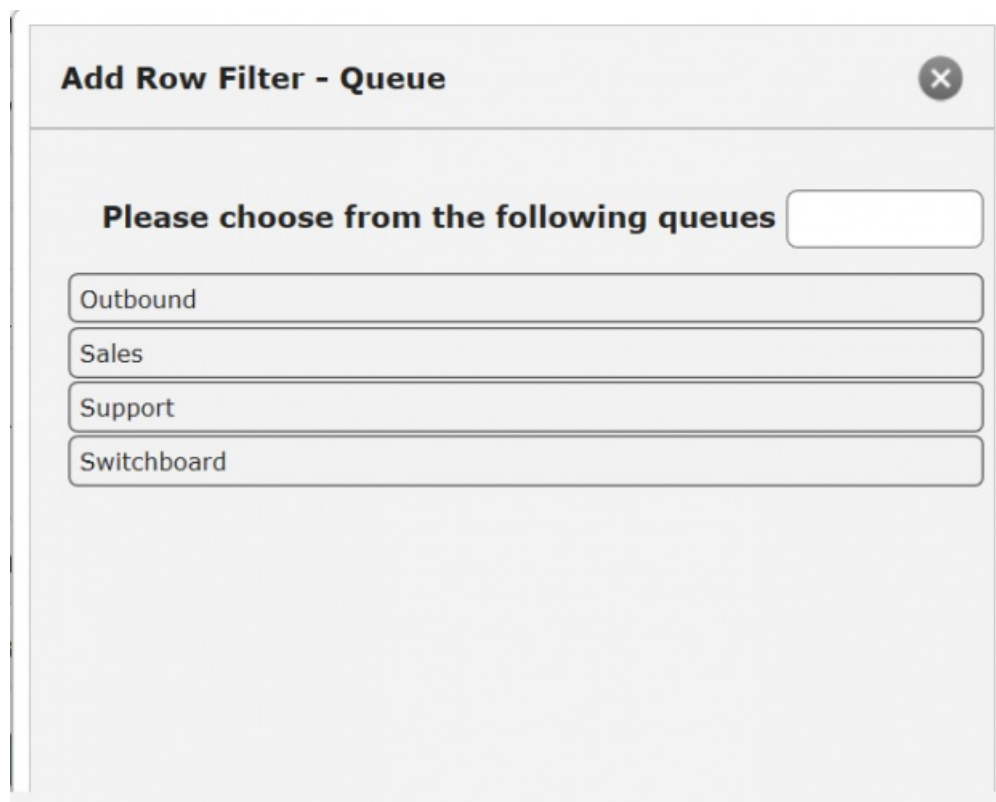 Add Row Filter - Queue
Please choose from the following queues
Outbound
Sales
Support
Switchboard